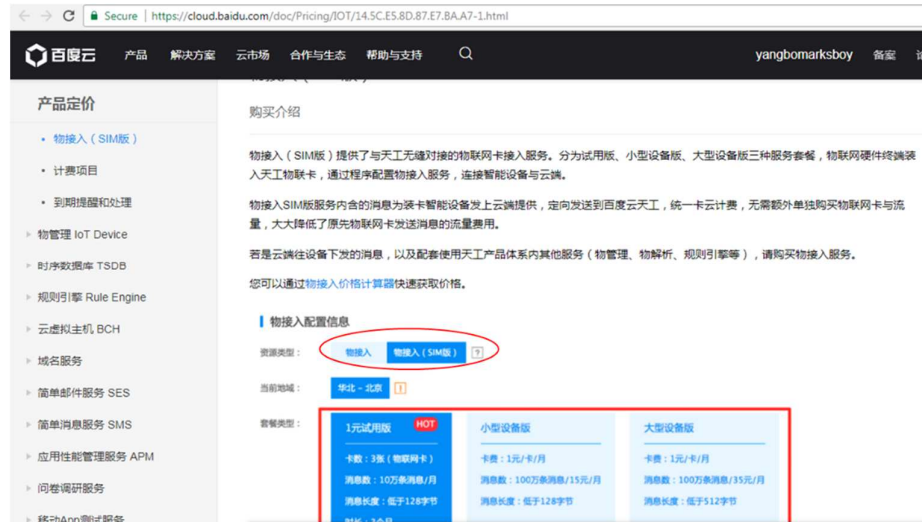 Secure | https://cloud.baidu.com/doc/Pricing/IOT/14.5C.E5.8D.87.E7.BA.A7-1.html
百度云 产品 解决方案 云市场 合作与生态 帮助与支持 yangbomarksboy 备案
产品定价
• 物接入（SIM版）
• 计费项目
• 到期提醒和处理
物管理 IoT Device
时序数据库 TSDB
规则引擎 Rule Engine
云虚拟主机 BCH
域名服务
简单邮件服务 SES
简单消息服务 SMS
应用性能管理服务 APM
问卷调研服务
移动App测试服务
购买介绍
物接入（SIM版）提供了与天工无缝对接的物联网卡接入服务。分为试用版、小型设备版、大型设备版三种服务套餐，物联网硬件终端装
入天工物联卡，通过程序配置物接入服务，连接智能设备与云端。
物接入SIM版服务内含的消息为装卡智能设备发上云端提供，定向发送到百度云天工，统一卡云计费，无需额外单独购买物联网卡与流
量，大大降低了原先物联网卡发送消息的流量费用。
若是云端往设备下发的消息，以及配套使用天工产品体系内其他服务（物管理、物解析、规则引擎等），请购买物接入服务。
您可以通过物接入价格计算器快速获取价格。
物接入配置信息
资源类型： 物接入 物接入（SIM版） ?
当前地域： 华北 - 北京 !
套餐类型： 1元试用版 HOT 小型设备版 大型设备版
卡数：3张（物联网卡） 卡费：1元/卡/月 卡费：1元/卡/月
消息数：10万条消息/月 消息数：100万条消息/15元/月 消息数：100万条消息/35元/月
消息长度：低于128字节 消息长度：低于128字节 消息长度：低于512字节